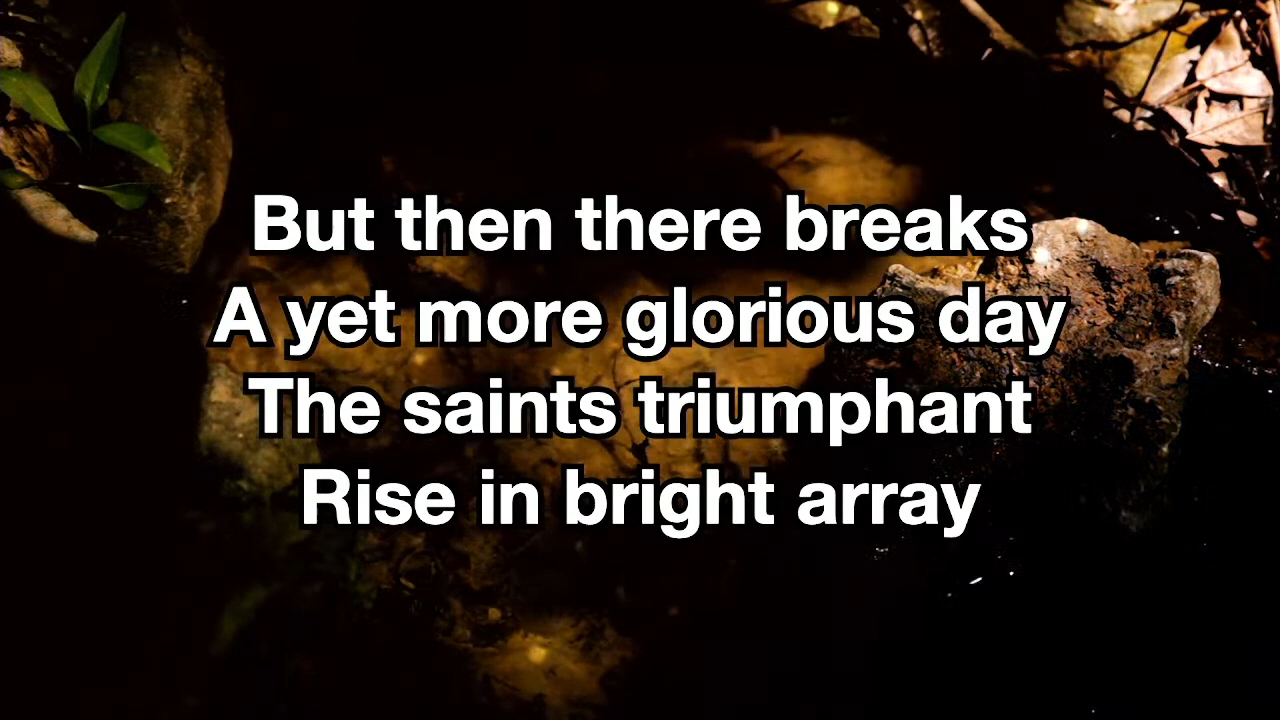 But then there breaks
A yet more glorious day
The saints triumphant
Rise in bright array